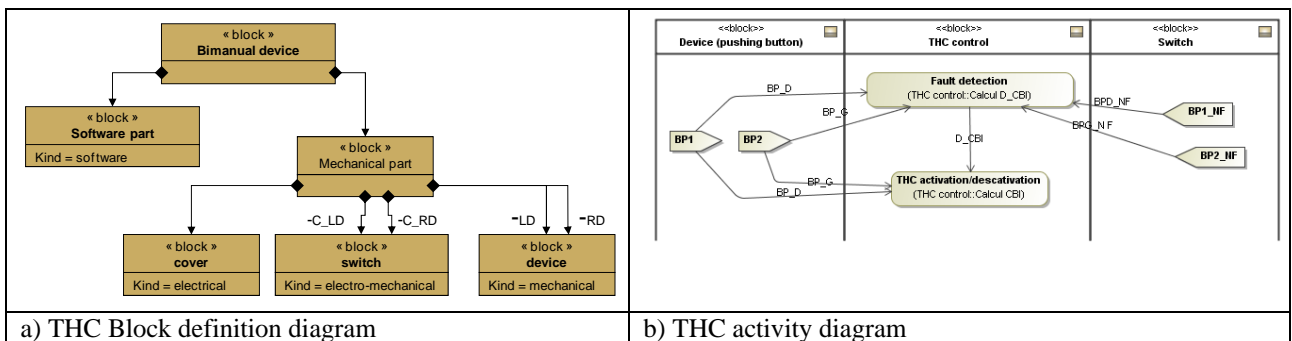 « block »
Bimanual device
« block »
Software part
Kind = software
« block »
Mechanical part
-C_LD
-C_RD
-LD
-RD
« block »
cover
Kind = electrical
« block »
switch
Kind = electro-mechanical
« block »
device
Kind = mechanical
a) THC Block definition diagram
<<block>>
Device (pushing button)
<<block>>
THC control
<<block>>
Switch
Fault detection
(THC control::Calcul D_CBI)
BP_D
BP_G
BPD_NF
BPG_NF
BP1
BP2
BP1_NF
BP2_NF
D_CBI
BP_G
BP_D
THC activation/descativation
(THC control::Calcul CBI)
b) THC activity diagram